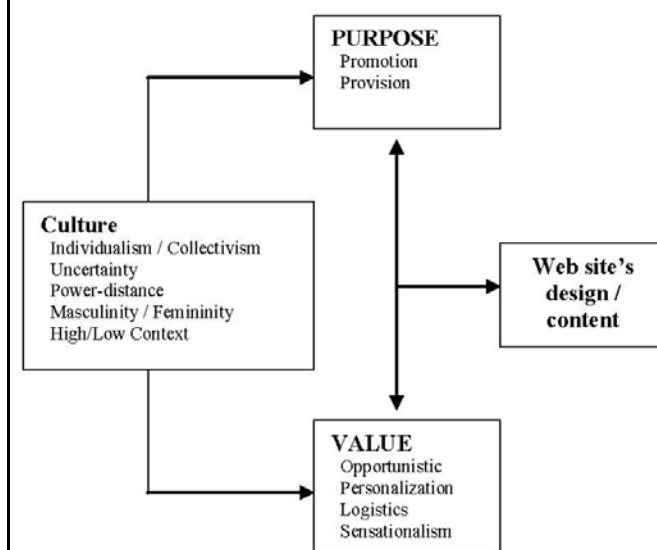 PURPOSE
Promotion
Provision
Culture
Individualism / Collectivism
Uncertainty
Power-distance
Masculinity / Femininity
High/Low Context
Web site's
design /
content
VALUE
Opportunistic
Personalization
Logistics
Sensationalism